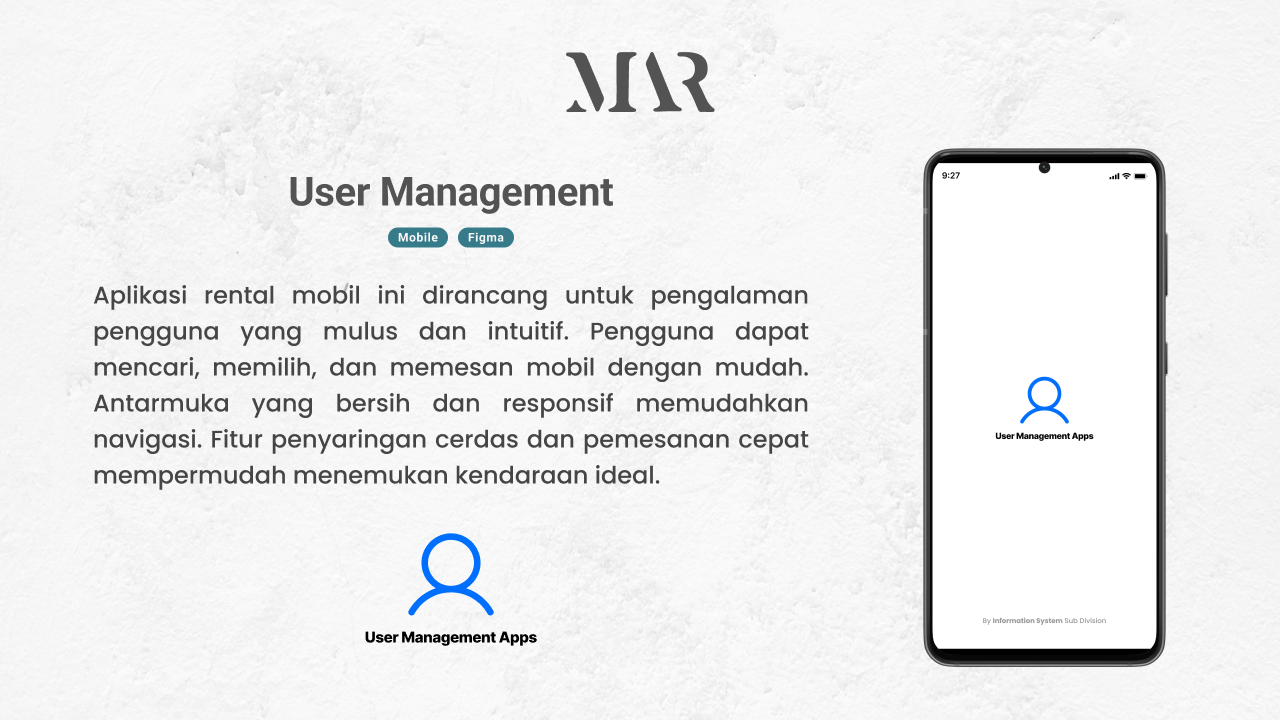 MAR
User Management
Mobile Figma
Aplikasi rental mobil ini dirancang untuk pengalaman
pengguna yang mulus dan intuitif. Pengguna dapat
mencari, memilih, dan memesan mobil dengan mudah.
Antarmuka yang bersih dan responsif memudahkan
navigasi. Fitur penyaringan cerdas dan pemesanan cepat
mempermudah menemukan kendaraan ideal.
User Management Apps
9:27
User Management Apps
By Information System Sub Division